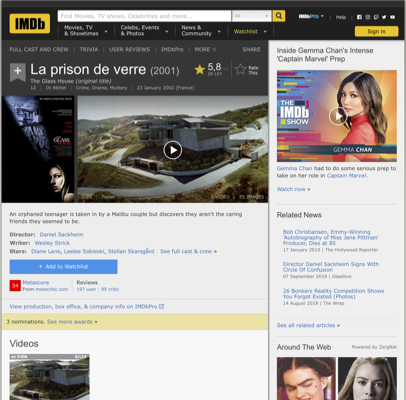 IMDb
Find Movies, TV shows, Celebrities and more...
All
IMDbPro
Help
Movies, TV & Showtimes
Celebs, Events & Photos
News & Community
Watchlist
Sign in
FULL CAST AND CREW | TRIVIA | USER REVIEWS | IMDbPro | MORE
SHARE
La prison de verre (2001)
The Glass House (original title)
12 | 1h 46min | Crime, Drama, Mystery | 23 January 2002 (France)
5,8
Rate This
THE GLASS HOUSE
2:21 | Trailer
1 VIDEO
35 IMAGES
An orphaned teenager is taken in by a Malibu couple but discovers they aren't the caring friends they seemed to be.
Director: Daniel Sackheim
Writer: Wesley Strick
Stars: Diane Lane, Leelee Sobieski, Stellan Skarsgård | See full cast & crew »
+ Add to Watchlist
34
Metascore
From metacritic.com
Reviews
197 user | 99 critic
View production, box office, & company info on IMDbPro
3 nominations. See more awards »
Videos
Inside Gemma Chan's Intense 'Captain Marvel' Prep
THE IMDb SHOW
GEMMA CHAN
Gemma Chan had to do some serious prep to take on her role in Captain Marvel.
Watch now »
Related News
Bob Christiansen, Emmy-Winning 'Autobiography of Miss Jane Pittman' Producer, Dies at 85
17 January 2019 | The Hollywood Reporter
Director Daniel Sackheim Signs With Circle Of Confusion
07 September 2018 | Deadline
26 Bonkers Reality Competition Shows You Forgot Existed (Photos)
14 August 2018 | The Wrap
See all related articles »
Around The Web
Powered by ZergNet